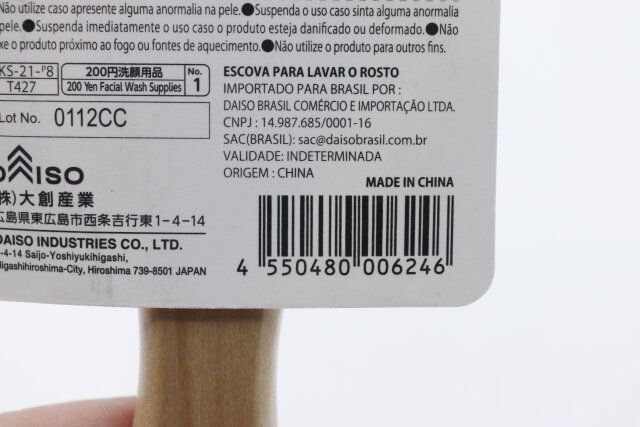 Não utilize caso apresente alguma anormalia na pele.●Suspenda o uso caso sinta alguma anormalia
pele.●Suspenda imediatamente o uso caso o produto esteja danificado ou deformado.●Não
xe o produto próximo ao fogo ou fontes de aquecimento.●Não utilize o produto para outros fins.
KS-21-P8
T427
200円洗顔用品
200 Yen Facial Wash Supplies
No.
1
Lot No. 0112CC
DAISO
(株)大創産業
広島県東広島市西条吉行東1-4-14
DAISO INDUSTRIES CO., LTD.
-4-14 Saijo-Yoshiyukihigashi,
Higashihiroshima-City, Hiroshima 739-8501 JAPAN
ESCOVA PARA LAVAR O ROSTO
IMPORTADO PARA BRASIL POR :
DAISO BRASIL COMÉRCIO E IMPORTAÇÃO LTDA.
CNPJ : 14.987.685/0001-16
SAC(BRASIL): sac@daisobrasil.com.br
VALIDADE: INDETERMINADA
ORIGEM : CHINA
MADE IN CHINA
4 550480 006246